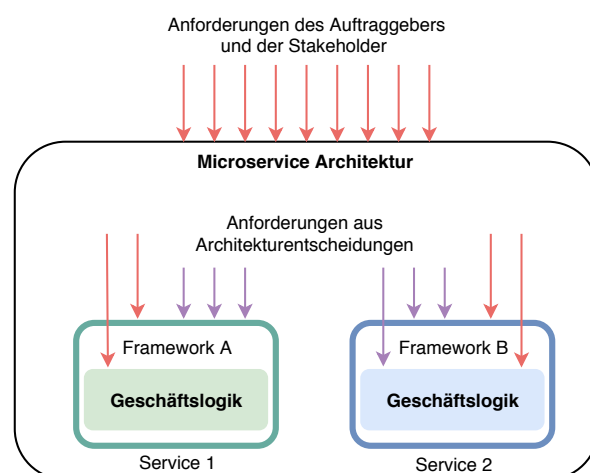 Anforderungen des Auftraggebers
und der Stakeholder
Microservice Architektur
Anforderungen aus
Architekturentscheidungen
Framework A
Framework B
Geschäftslogik
Geschäftslogik
Service 1
Service 2